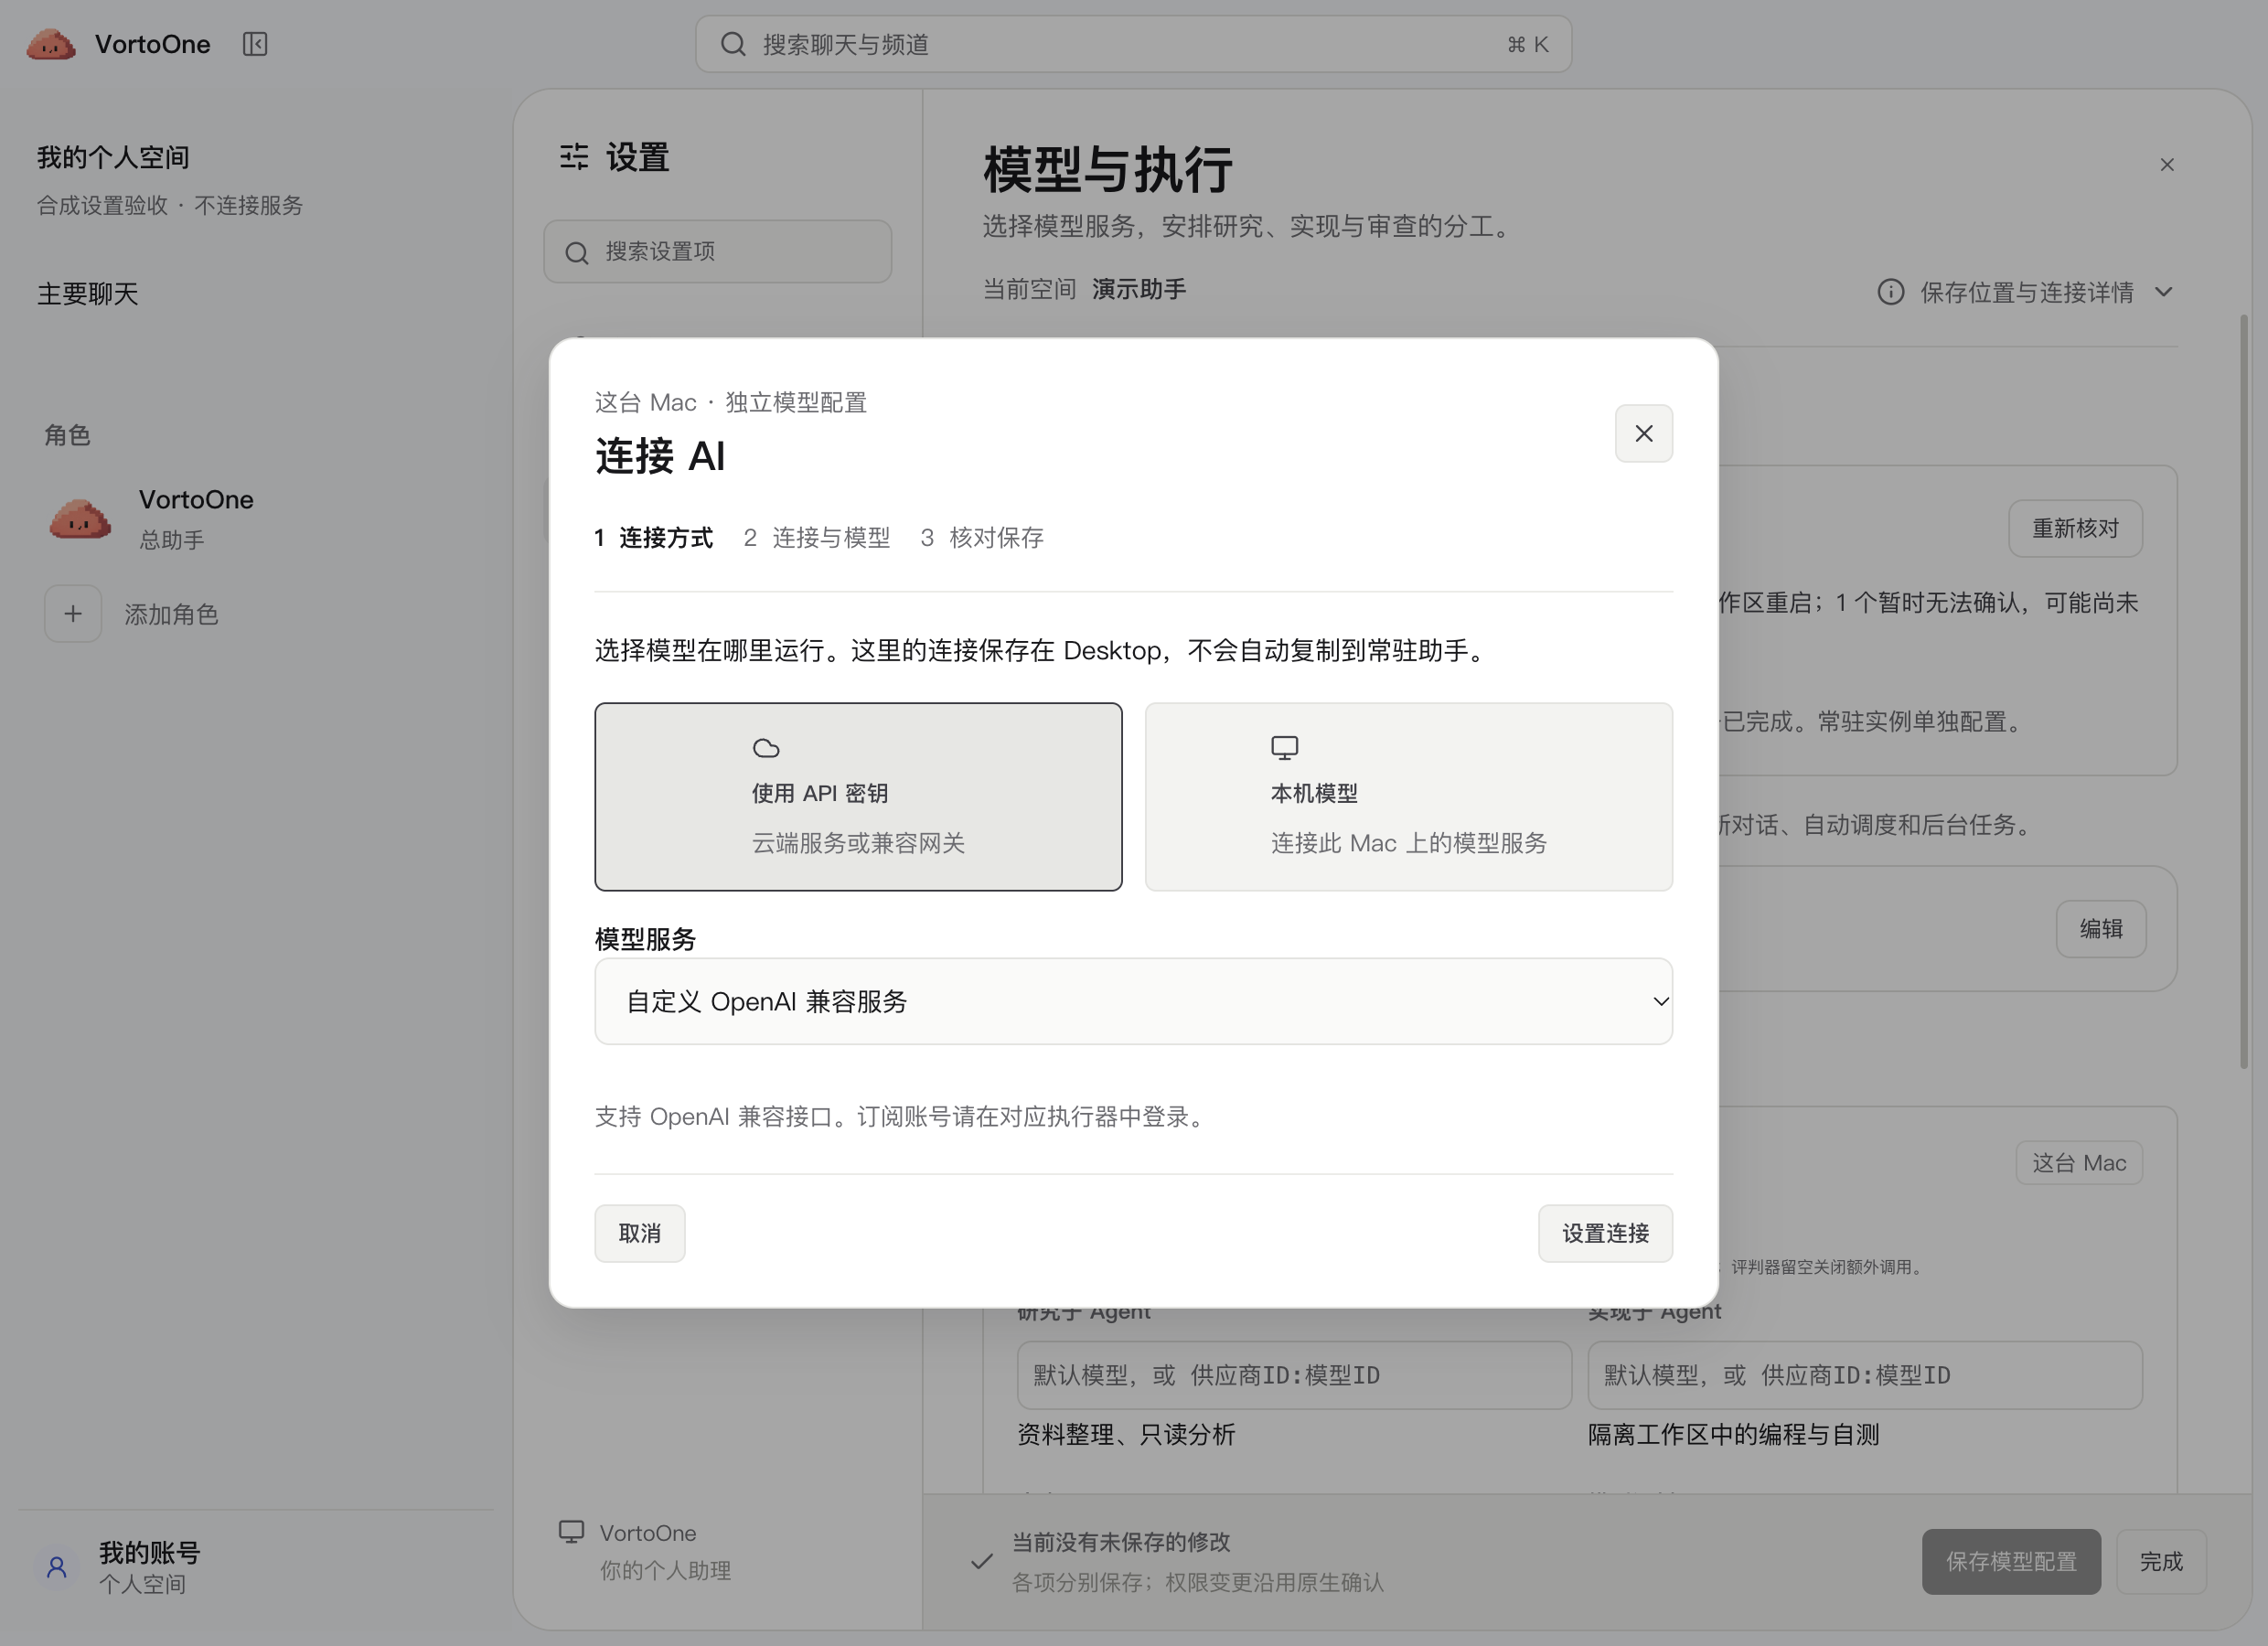 VortoOne
搜索聊天与频道
⌘ K
我的个人空间
合成设置验收 · 不连接服务
主要聊天
角色
VortoOne
总助手
添加角色
我的账号
个人空间
设置
搜索设置项
VortoOne
你的个人助理
模型与执行
选择模型服务，安排研究、实现与审查的分工。
当前空间 演示助手
保存位置与连接详情
重新核对
作区重启；1 个暂时无法确认，可能尚未
已完成。常驻实例单独配置。
对话、自动调度和后台任务。
编辑
这台 Mac
评判器留空关闭额外调用。
研究子 Agent
实现子 Agent
默认模型，或 供应商ID:模型ID
默认模型，或 供应商ID:模型ID
资料整理、只读分析
隔离工作区中的编程与自测
当前没有未保存的修改
各项分别保存；权限变更沿用原生确认
保存模型配置
完成
这台 Mac · 独立模型配置
连接 AI
1 连接方式 2 连接与模型 3 核对保存
选择模型在哪里运行。这里的连接保存在 Desktop，不会自动复制到常驻助手。
使用 API 密钥
云端服务或兼容网关
本机模型
连接此 Mac 上的模型服务
模型服务
自定义 OpenAI 兼容服务
支持 OpenAI 兼容接口。订阅账号请在对应执行器中登录。
取消
设置连接